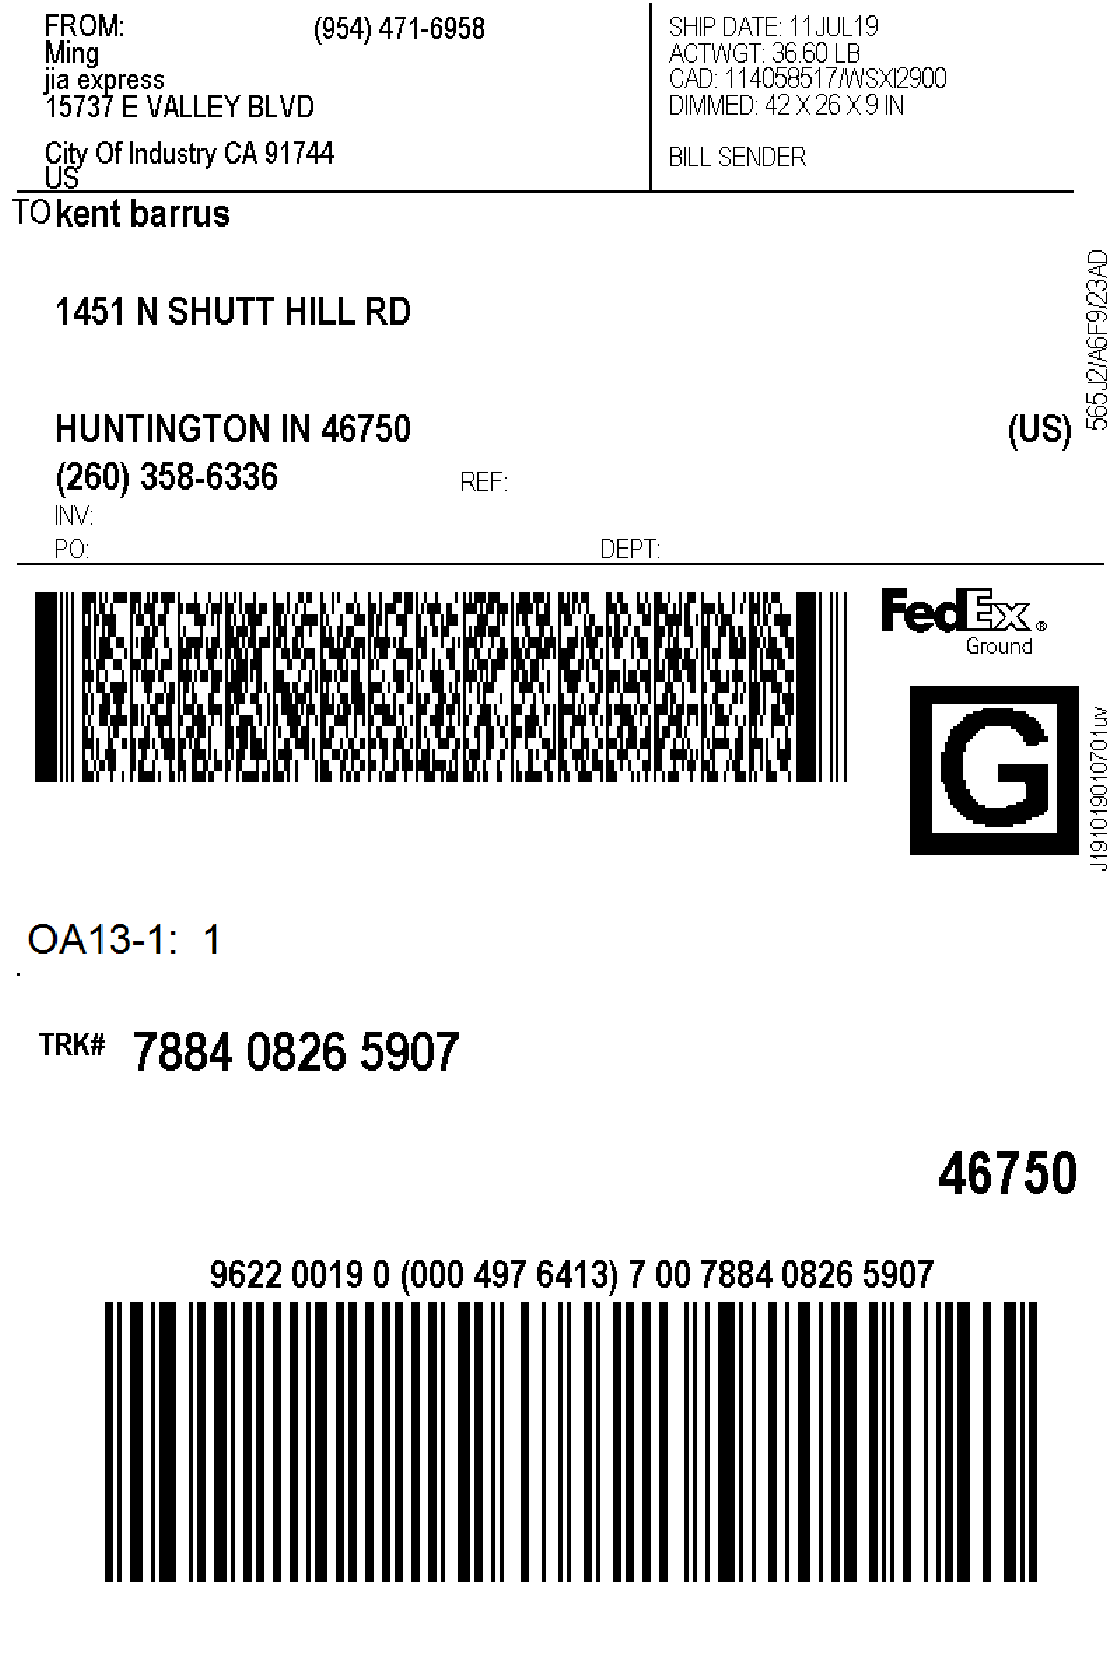 FROM: (954) 471-6958
Ming
jia express
15737 E VALLEY BLVD
City Of Industry CA 91744
US
SHIP DATE: 11JUL19
ACTWGT: 36.60 LB
CAD: 114058517/WSXI2900
DIMMED: 42 X 26 X 9 IN
BILL SENDER
TO kent barrus
1451 N SHUTT HILL RD
HUNTINGTON IN 46750 (US)
(260) 358-6336 REF:
INV:
PO: DEPT:
565J2/A6F9/23AD
FedEx®
Ground
G
J191019010701uv
OA13-1: 1
.
TRK# 7884 0826 5907
46750
9622 0019 0 (000 497 6413) 7 00 7884 0826 5907